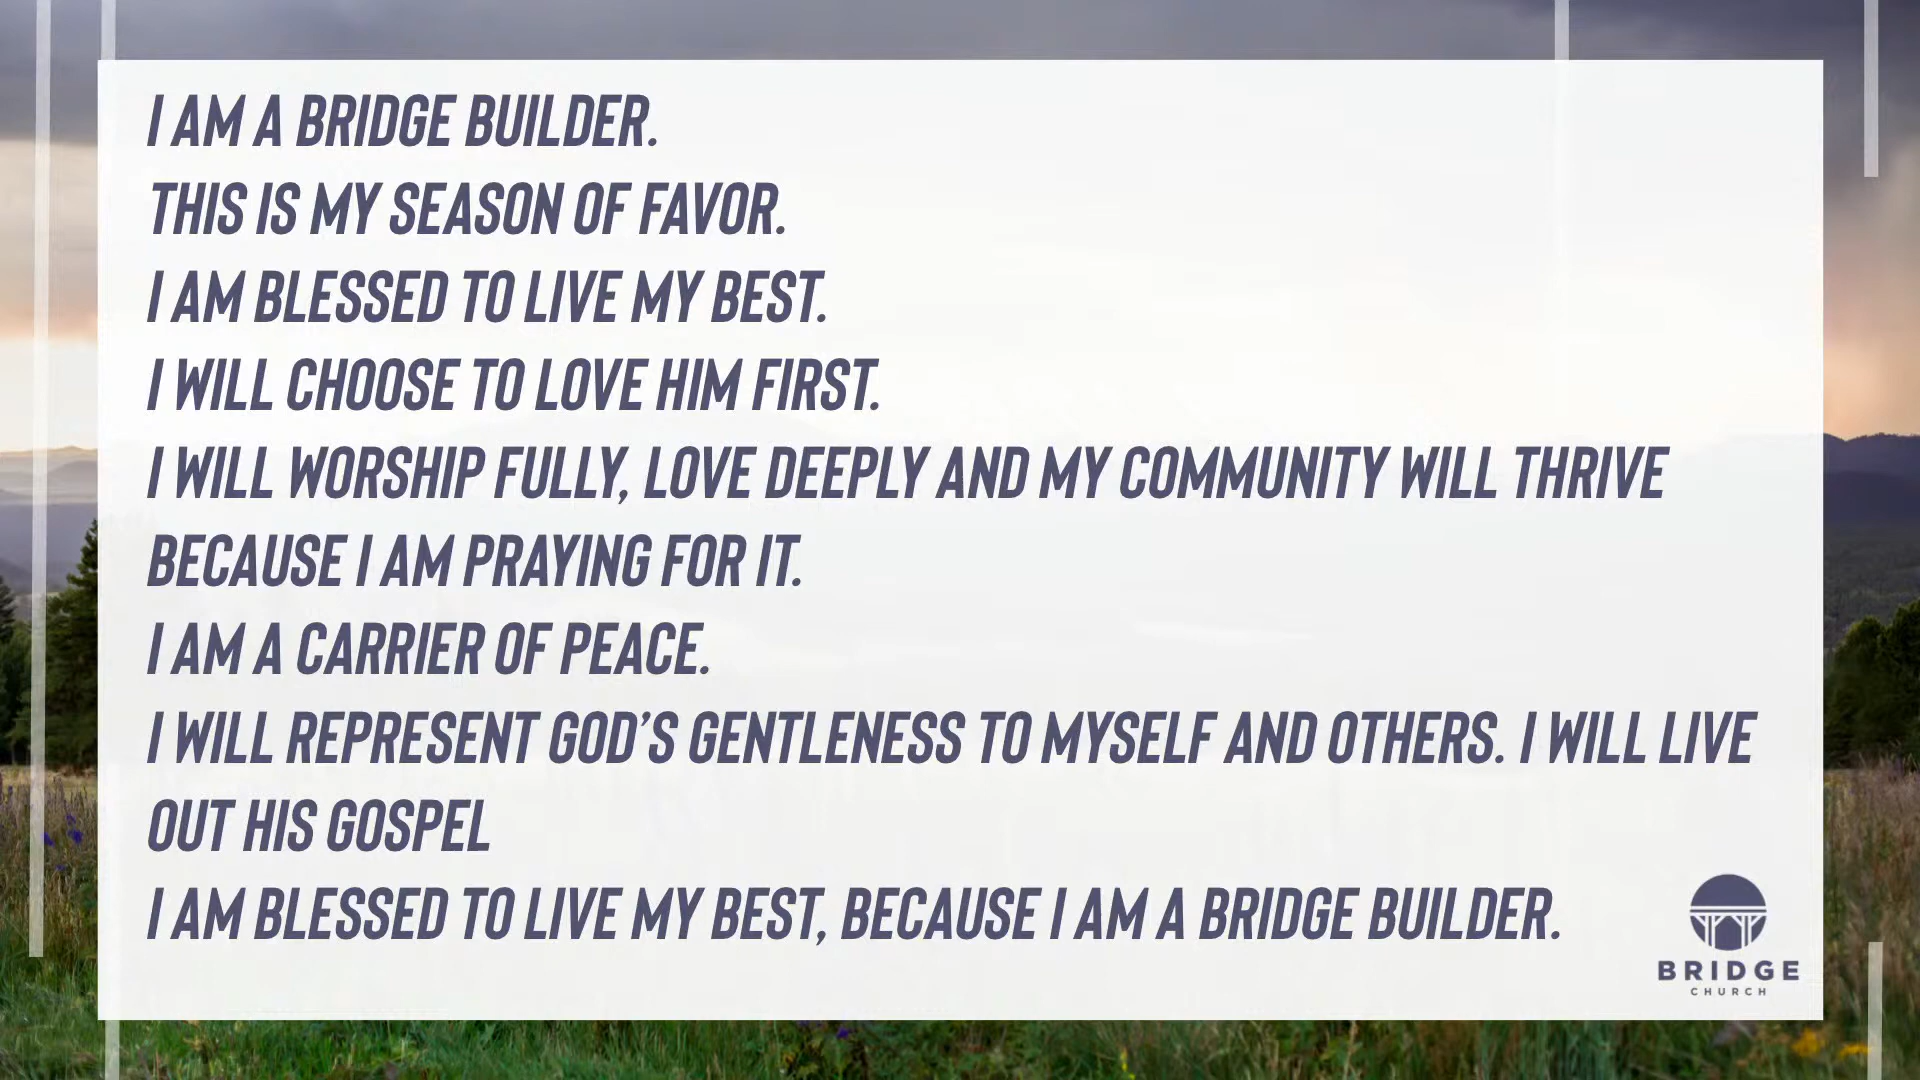 I AM A BRIDGE BUILDER.
THIS IS MY SEASON OF FAVOR.
I AM BLESSED TO LIVE MY BEST.
I WILL CHOOSE TO LOVE HIM FIRST.
I WILL WORSHIP FULLY, LOVE DEEPLY AND MY COMMUNITY WILL THRIVE
BECAUSE I AM PRAYING FOR IT.
I AM A CARRIER OF PEACE.
I WILL REPRESENT GOD’S GENTLENESS TO MYSELF AND OTHERS. I WILL LIVE
OUT HIS GOSPEL
I AM BLESSED TO LIVE MY BEST, BECAUSE I AM A BRIDGE BUILDER.
BRIDGE
CHURCH